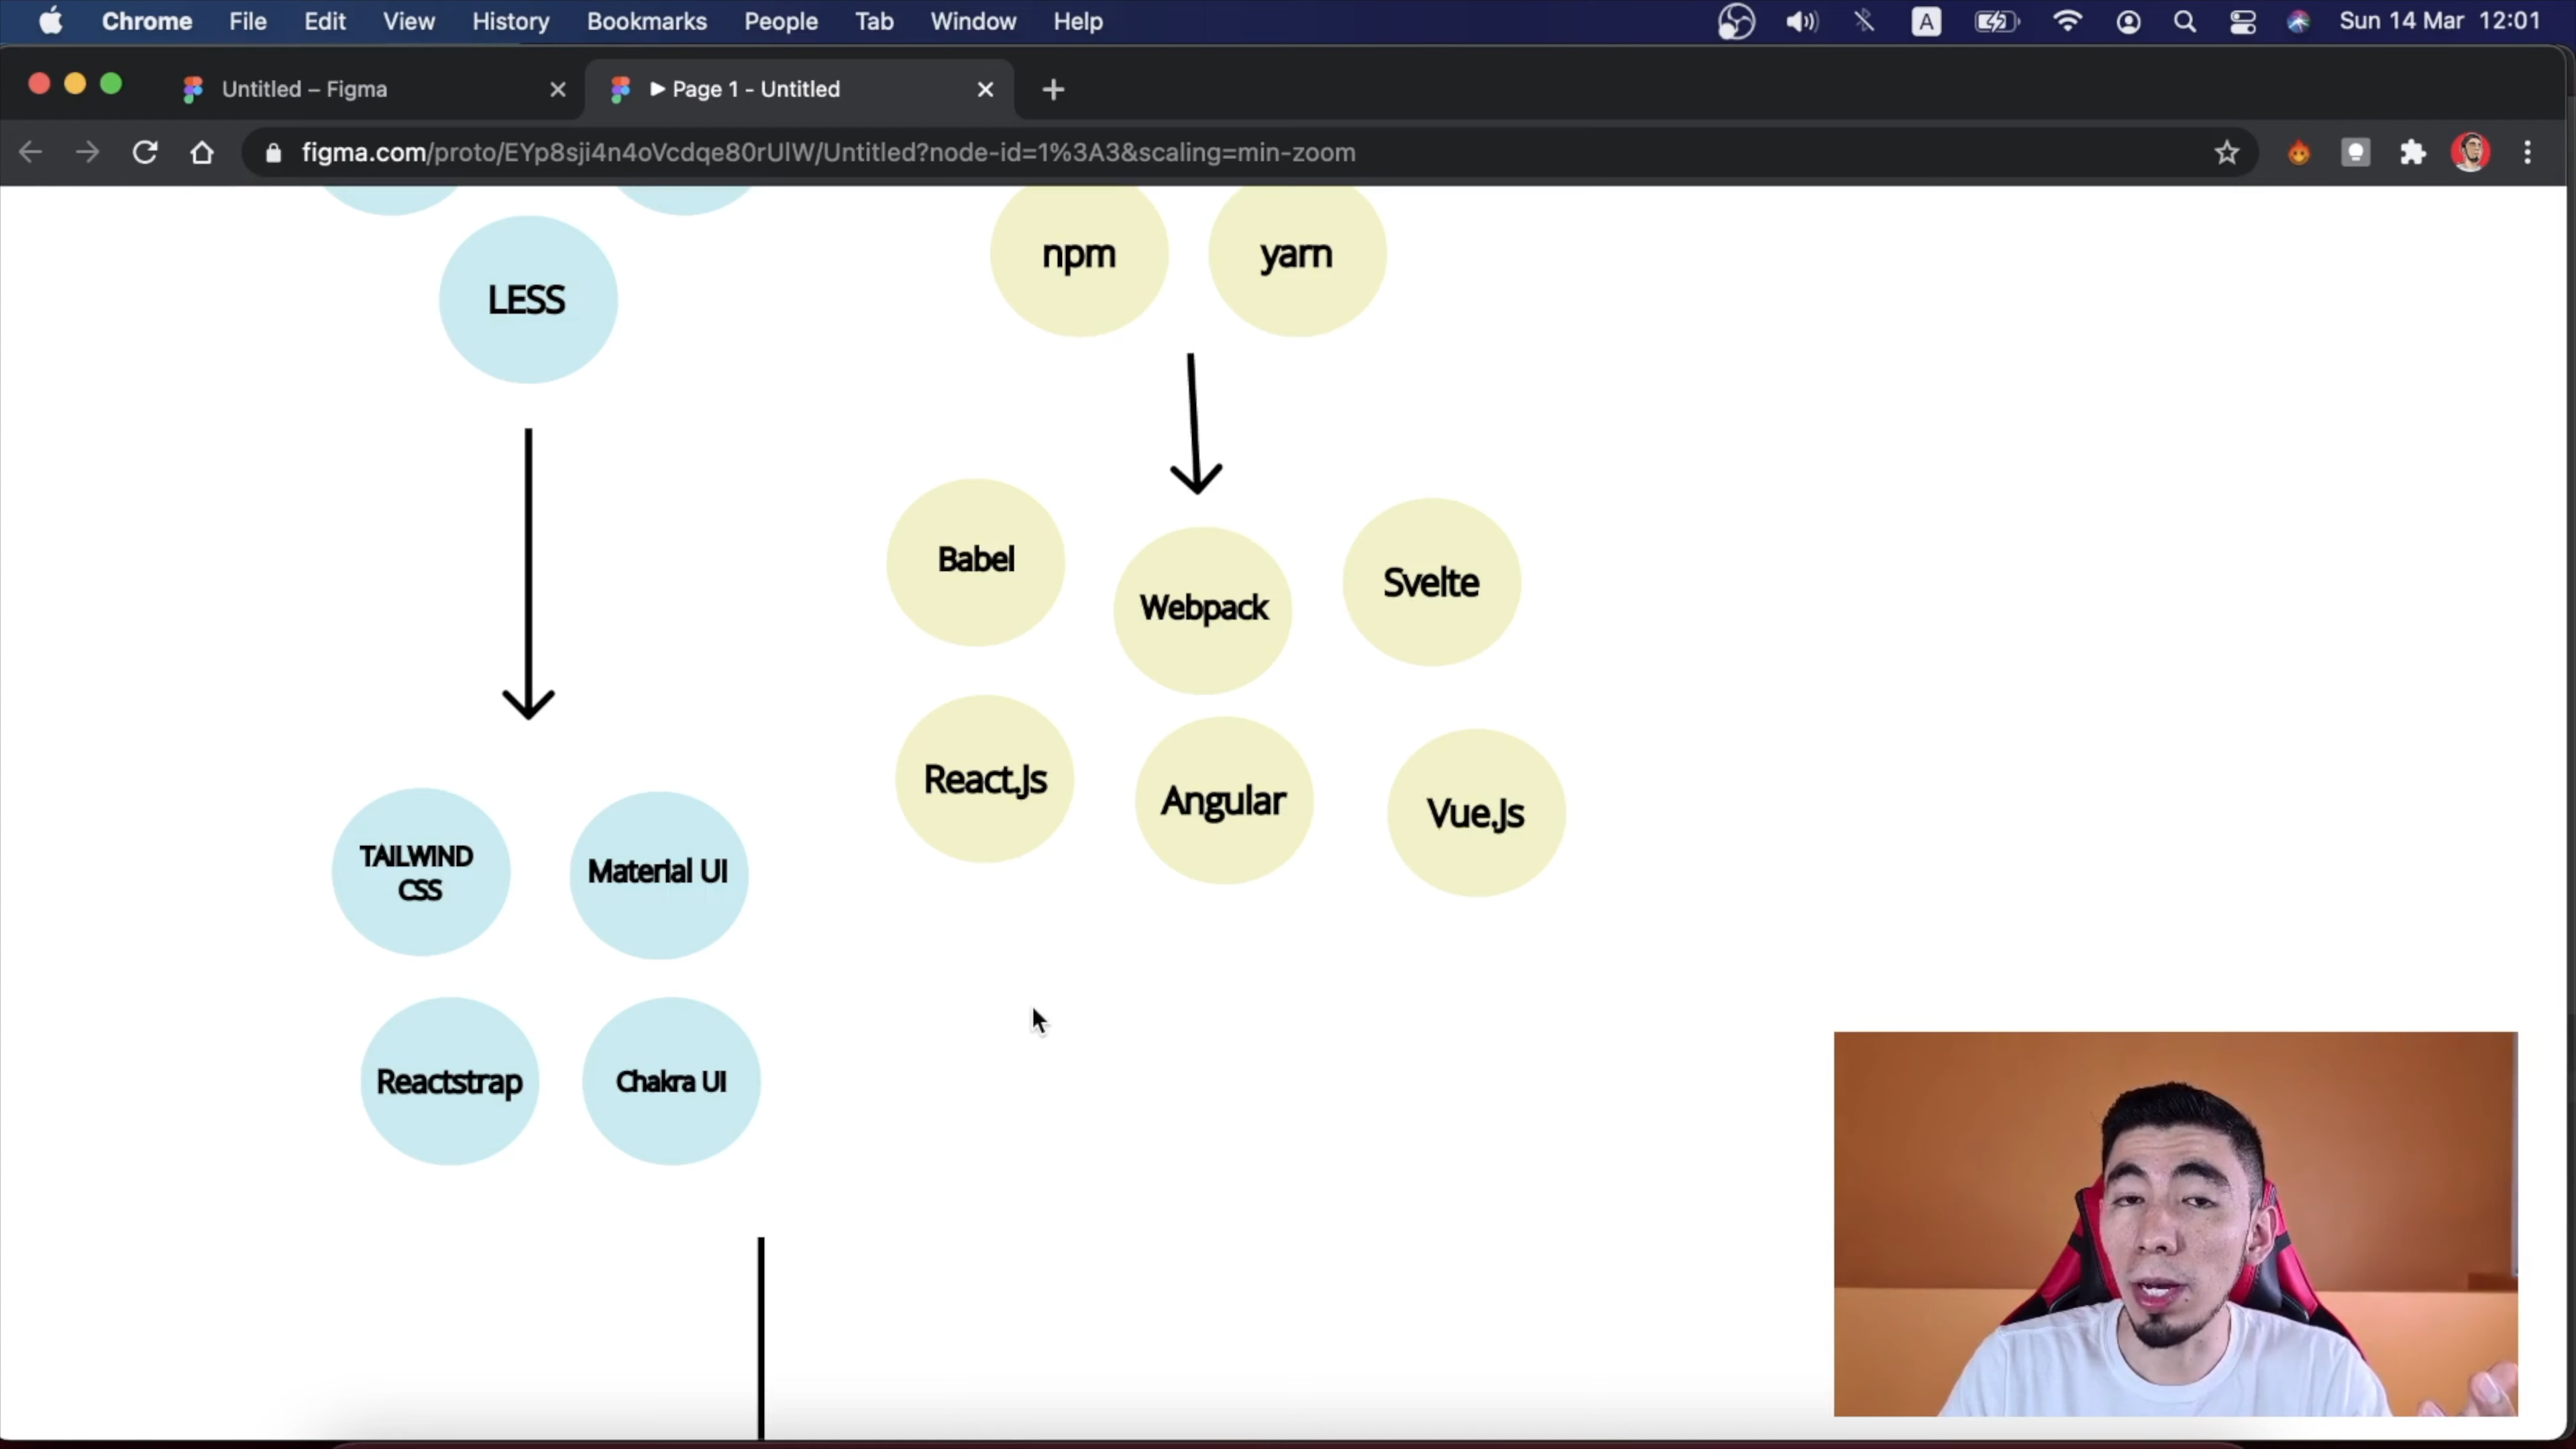 Chrome File Edit View History Bookmarks People Tab Window Help
A
Sun 14 Mar 12:01
Untitled – Figma
Page 1 - Untitled
figma.com/proto/EYp8sji4n4oVcdqe80rUlW/Untitled?node-id=1%3A3&scaling=min-zoom
npm
yarn
LESS
Babel
Webpack
Svelte
React.Js
Angular
Vue.Js
TAILWIND
CSS
Material UI
Reactstrap
Chakra UI